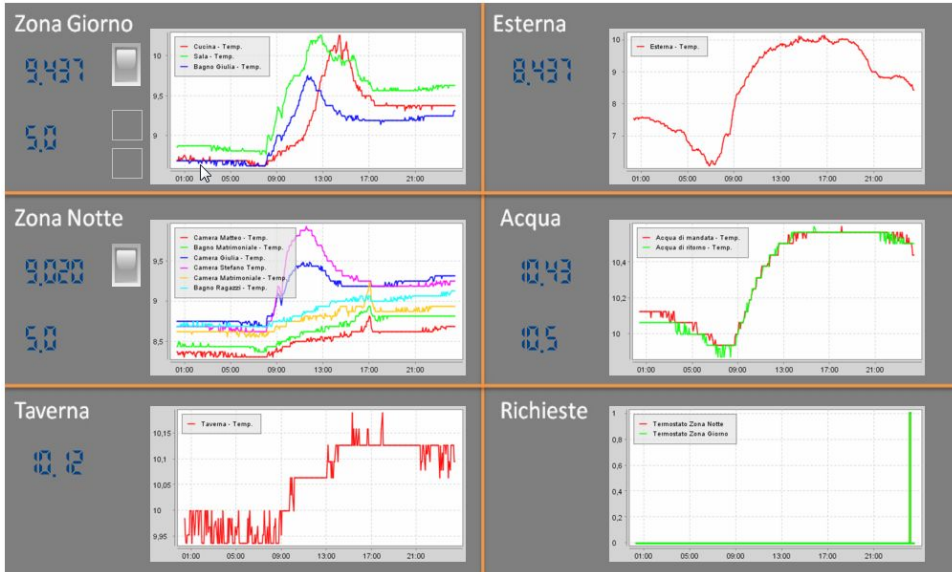 Zona Giorno
9.437
5.0
Cucina - Temp.
Sala - Temp.
Bagno Giulia - Temp.
10
9,5
9
01:00 05:00 09:00 13:00 17:00 21:00
Esterna
8.437
Esterna - Temp.
10
9
8
7
01:00 05:00 09:00 13:00 17:00 21:00
Zona Notte
9.020
5.0
Camera Matteo - Temp.
Bagno Matrimoniale - Temp.
Camera Giulia - Temp.
Camera Stefano Temp.
Camera Matrimoniale - Temp.
Bagno Ragazzi - Temp.
9,5
9
8,5
01:00 05:00 09:00 13:00 17:00 21:00
Acqua
10.43
10.5
Acqua di mandata - Temp.
Acqua di ritorno - Temp.
10,4
10,2
10
01:00 05:00 09:00 13:00 17:00 21:00
Taverna
10.12
Taverna - Temp.
10,15
10,1
10,05
10
9,95
01:00 05:00 09:00 13:00 17:00 21:00
Richieste
Termostato Zona Notte
Termostato Zona Giorno
1
0,8
0,6
0,4
0,2
0
01:00 05:00 09:00 13:00 17:00 21:00